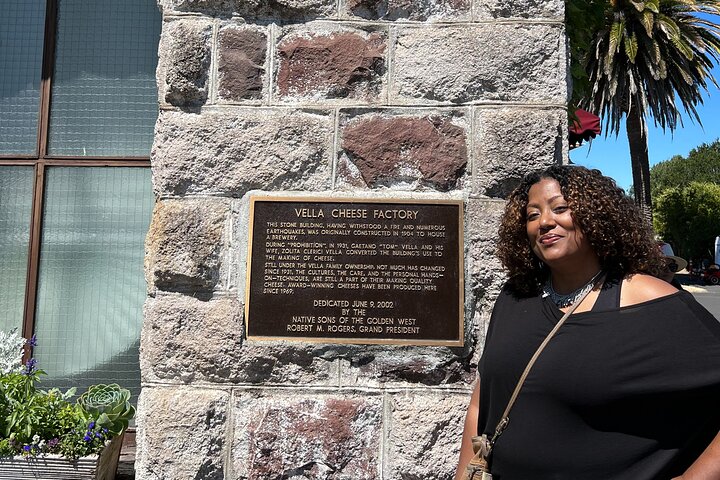 VELLA CHEESE FACTORY
THIS STONE BUILDING, HAVING WITHSTOOD A FIRE AND NUMEROUS
EARTHQUAKES, WAS ORIGINALLY CONSTRUCTED IN 1904 TO HOUSE
A BREWERY.
DURING "PROHIBITION", IN 1931, GAETANO "TOM" VELLA AND HIS
WIFE, ZOLITA CLERICI VELLA CONVERTED THE BUILDING'S USE TO
THE MAKING OF CHEESE.
STILL UNDER THE VELLA FAMILY OWNERSHIP, NOT MUCH HAS CHANGED
SINCE 1931, THE CULTURES, THE CARE, AND THE PERSONAL HANDS-
ON-TRADITIONS, ARE STILL A PART OF THEIR MAKING QUALITY
CHEESE. AWARD-WINNING CHEESES HAVE BEEN PRODUCED HERE
SINCE 1969.
DEDICATED JUNE 9, 2002
BY THE
NATIVE SONS OF THE GOLDEN WEST
ROBERT M. ROGERS, GRAND PRESIDENT